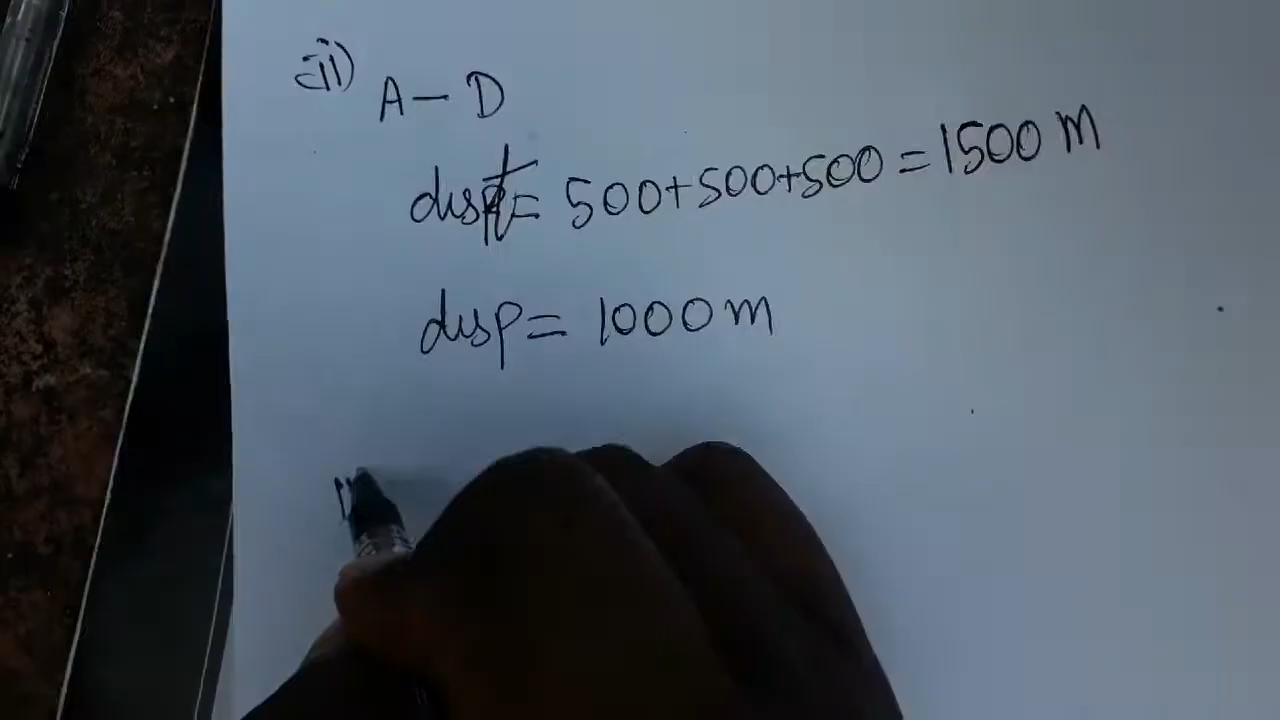 ii) A - D
dist = 500+500+500 = 1500 m
disp = 1000 m